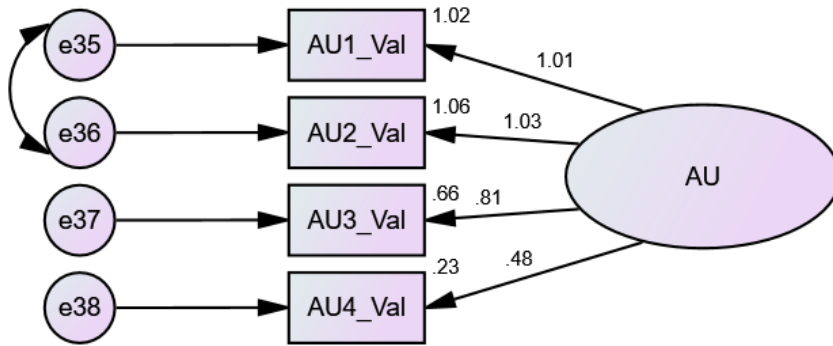 e35
AU1_Val
1.02
1.01
e36
AU2_Val
1.06
1.03
AU
e37
AU3_Val
.66
.81
e38
AU4_Val
.23
.48